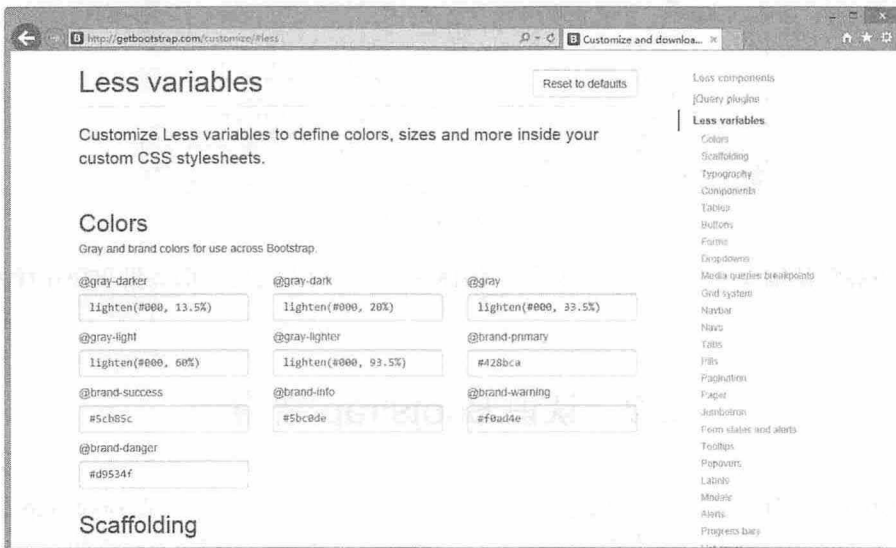 http://getbootstrap.com/customize/#less
Customize and downloa...
Less variables
Reset to defaults
Customize Less variables to define colors, sizes and more inside your
custom CSS stylesheets.
Colors
Gray and brand colors for use across Bootstrap.
@gray-darker @gray-dark @gray
lighten(#000, 13.5%) lighten(#000, 20%) lighten(#000, 33.5%)
@gray-light @gray-lighter @brand-primary
lighten(#000, 60%) lighten(#000, 93.5%) #428bca
@brand-success @brand-info @brand-warning
#5cb85c #5bc0de #f0ad4e
@brand-danger
#d9534f
Scaffolding
Less components
jQuery plugins
Less variables
Colors
Scaffolding
Typography
Components
Tables
Buttons
Forms
Dropdowns
Media queries breakpoints
Grid system
Navbar
Navs
Tabs
Pills
Pagination
Pager
Jumbotron
Form states and alerts
Tooltips
Popovers
Labels
Modals
Alerts
Progress bars